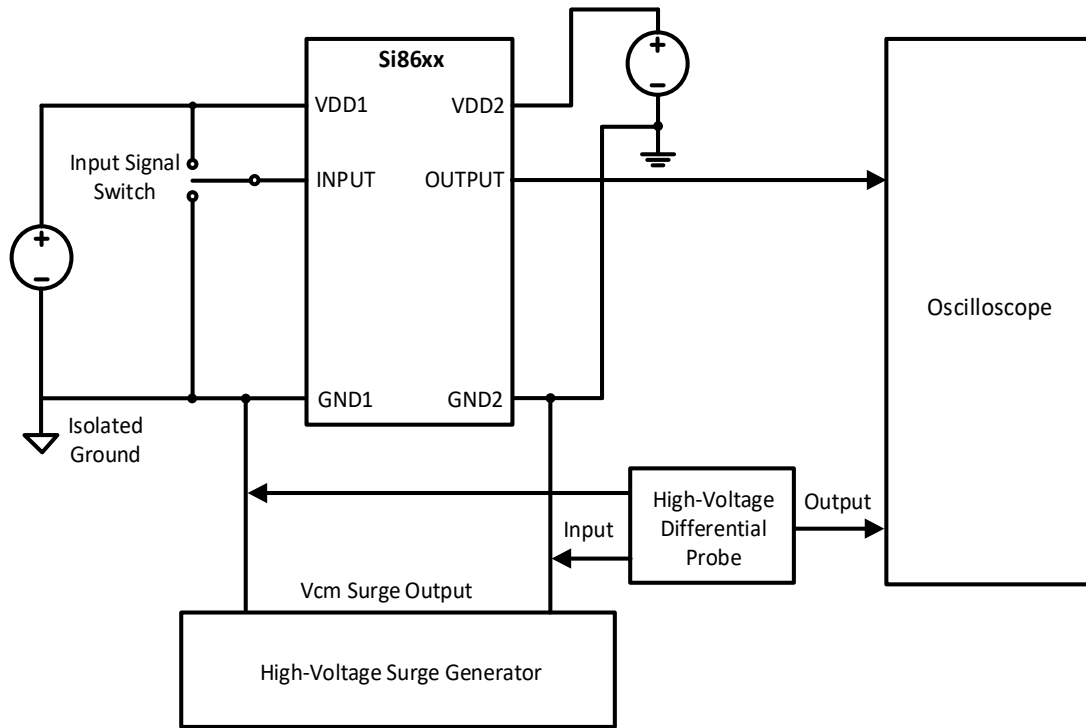 Si86xx
VDD1
VDD2
Input Signal
Switch
INPUT
OUTPUT
Oscilloscope
GND1
GND2
Isolated
Ground
High-Voltage
Differential
Probe
Output
Input
Vcm Surge Output
High-Voltage Surge Generator